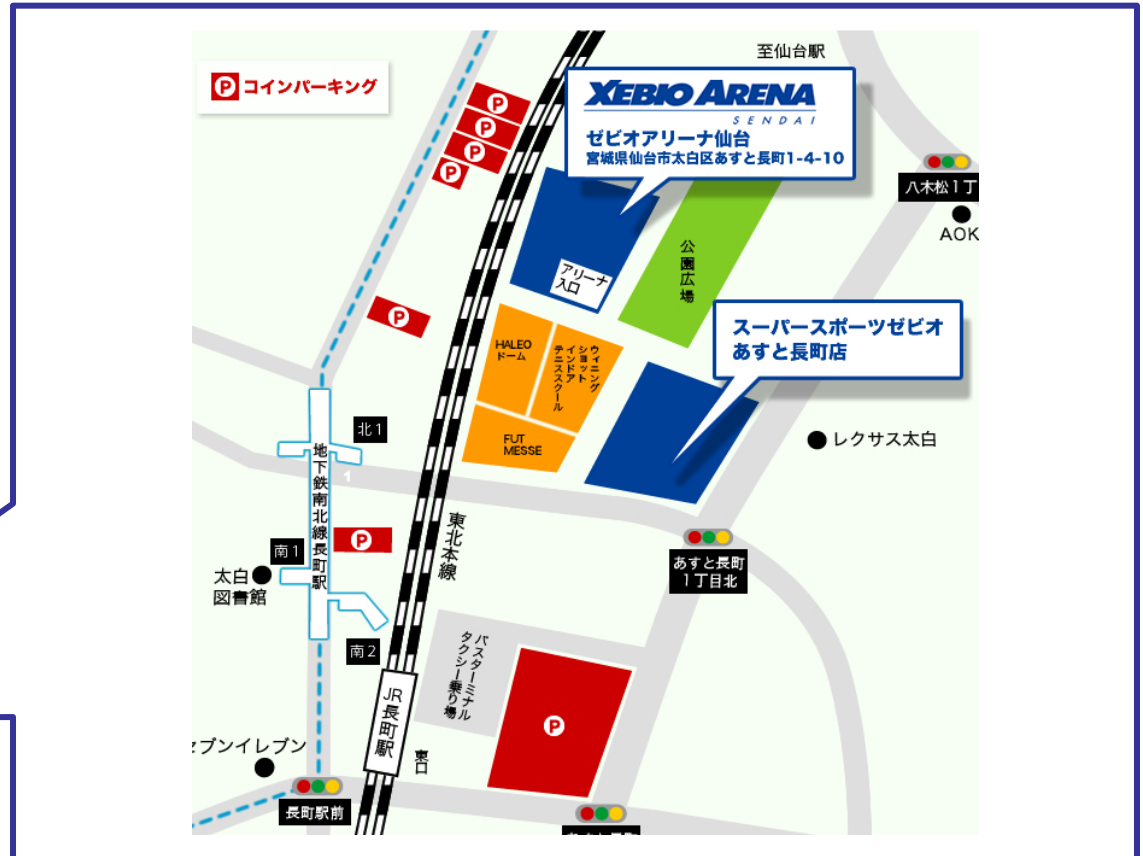 至仙台駅
P コインパーキング
XEBIO ARENA
SENDAI
ゼビオアリーナ仙台
宮城県仙台市太白区あすと長町1-4-10
P
P
P
P
八木松1丁
AOK
公園広場
アリーナ
入口
P
スーパースポーツゼビオ
あすと長町店
HALEO
ドーム
ウィニング
ショット
インドア
テニススクール
北1
レクサス太白
FUT
MESSE
地下鉄南北線長町駅
1
東北本線
P
南1
あすと長町
1丁目北
太白
図書館
南2
バスターミナル
タクシー乗り場
JR長町駅
P
東口
セブンイレブン
長町駅前